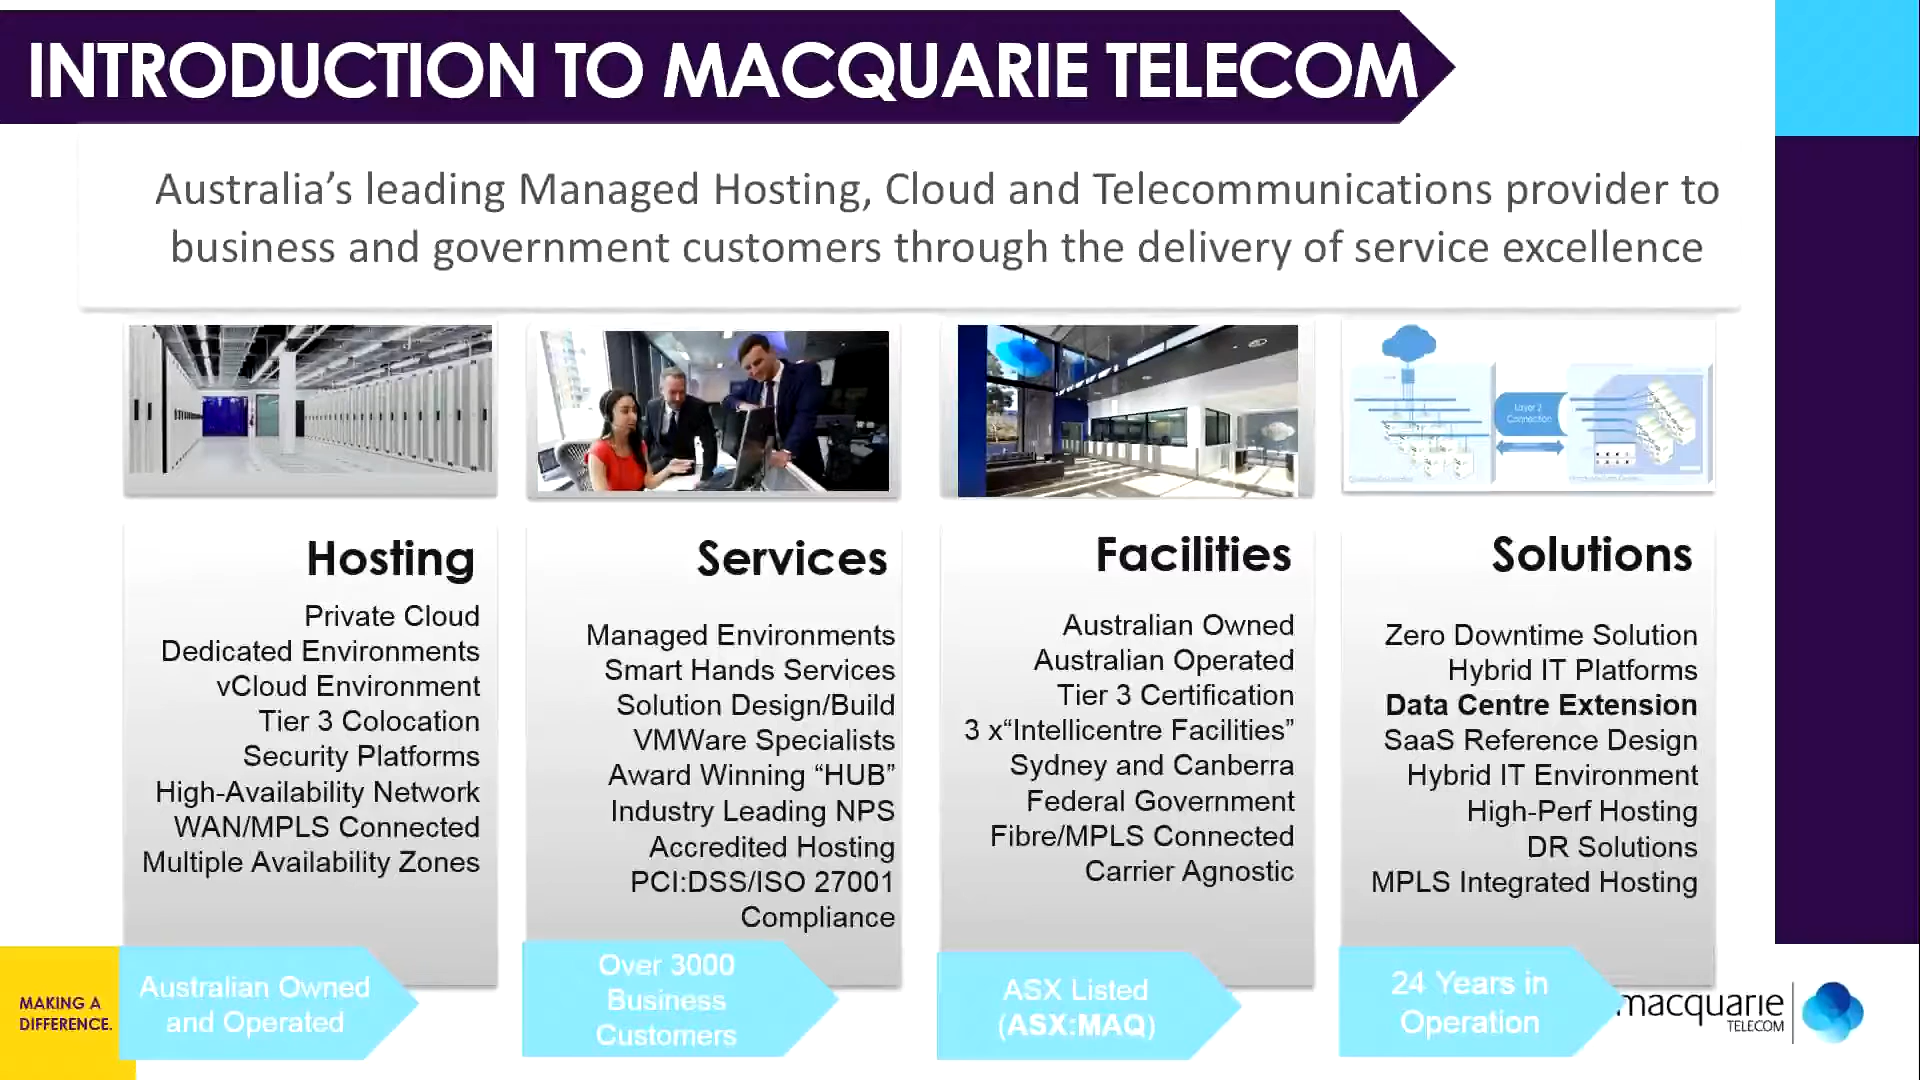 INTRODUCTION TO MACQUARIE TELECOM
Australia’s leading Managed Hosting, Cloud and Telecommunications provider to
business and government customers through the delivery of service excellence
Layer 2
Connection
Hosting
Private Cloud
Dedicated Environments
vCloud Environment
Tier 3 Colocation
Security Platforms
High-Availability Network
WAN/MPLS Connected
Multiple Availability Zones
Services
Managed Environments
Smart Hands Services
Solution Design/Build
VMWare Specialists
Award Winning “HUB”
Industry Leading NPS
Accredited Hosting
PCI:DSS/ISO 27001
Compliance
Facilities
Australian Owned
Australian Operated
Tier 3 Certification
3 x“Intellicentre Facilities”
Sydney and Canberra
Federal Government
Fibre/MPLS Connected
Carrier Agnostic
Solutions
Zero Downtime Solution
Hybrid IT Platforms
Data Centre Extension
SaaS Reference Design
Hybrid IT Environment
High-Perf Hosting
DR Solutions
MPLS Integrated Hosting
MAKING A
DIFFERENCE.
Australian Owned
and Operated
Over 3000
Business
Customers
ASX Listed
(ASX:MAQ)
24 Years in
Operation
macquarie
TELECOM